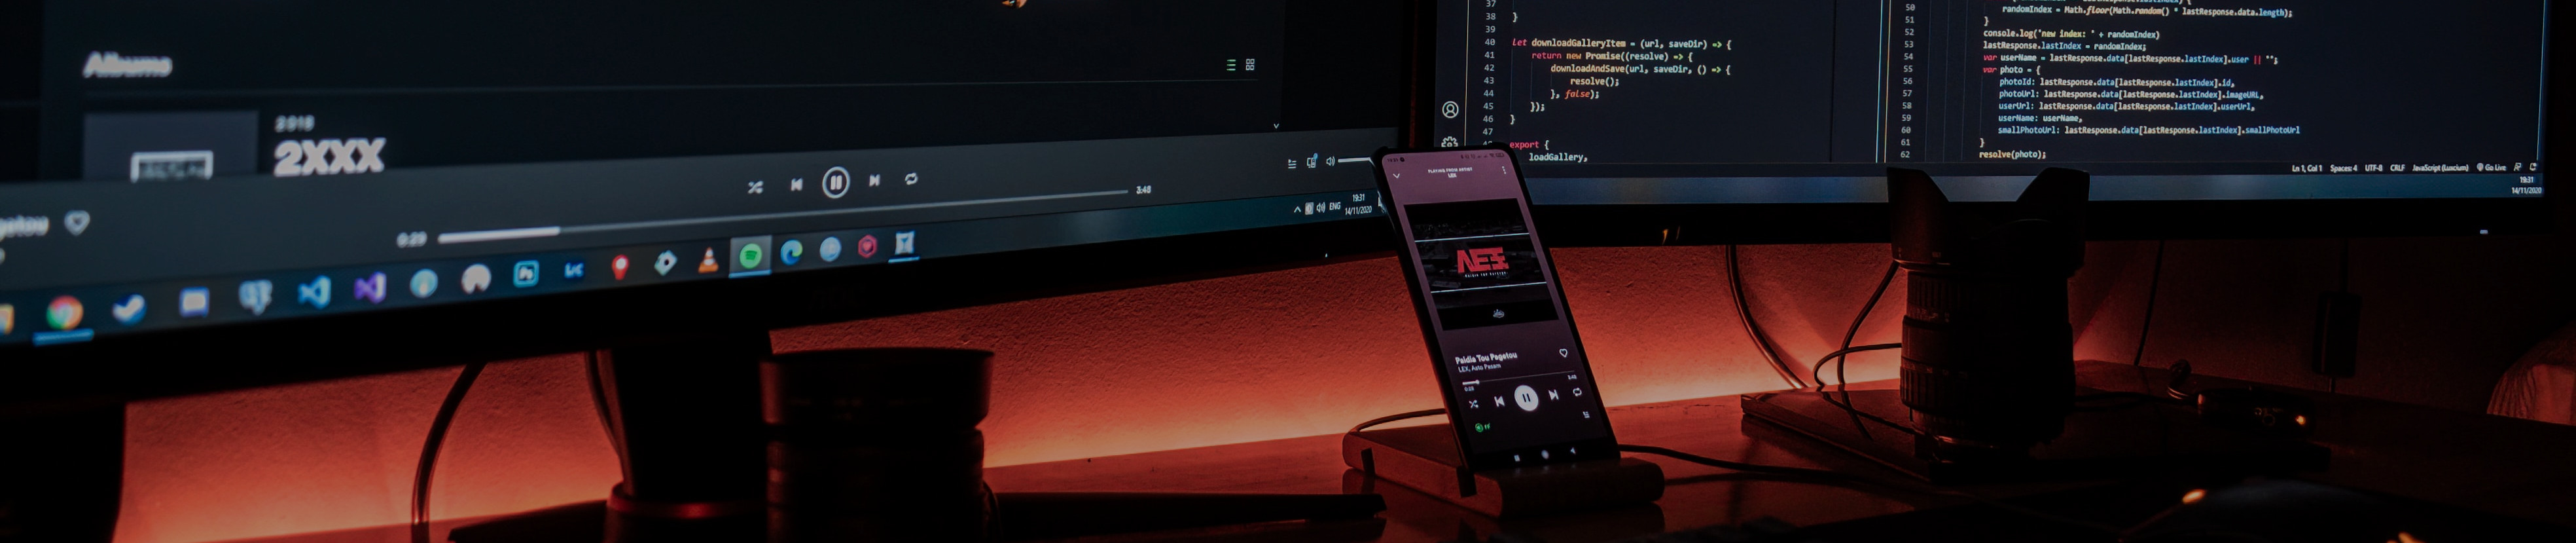 Albums
2018
2XXX
0:29
3:48
ENG
19:31
14/11/2020
37
38 }
39
40 let downloadGalleryItem = (url, saveDir) => {
41 return new Promise((resolve) => {
42 downloadAndSave(url, saveDir, () => {
43 resolve();
44 }, false);
45 });
46 }
47
export {
loadGallery,
50
randomIndex = Math.floor(Math.random() * lastResponse.data.length);
51 }
52 console.log('new index: ' + randomIndex)
53 lastResponse.lastIndex = randomIndex;
54 var userName = lastResponse.data[lastResponse.lastIndex].user || '';
55 var photo = {
56 photoId: lastResponse.data[lastResponse.lastIndex].id,
57 photoUrl: lastResponse.data[lastResponse.lastIndex].imageURL,
58 userUrl: lastResponse.data[lastResponse.lastIndex].userUrl,
59 userName: userName,
60 smallPhotoUrl: lastResponse.data[lastResponse.lastIndex].smallPhotoUrl
61 }
62 resolve(photo);
Ln 1, Col 1 Spaces: 4 UTF-8 CRLF JavaScript Go Live
19:31
14/11/2020
PLAYING FROM ARTIST
LEX
Paidia Tou Pagetou
LEX, Asto Pasam
0:29
3:48